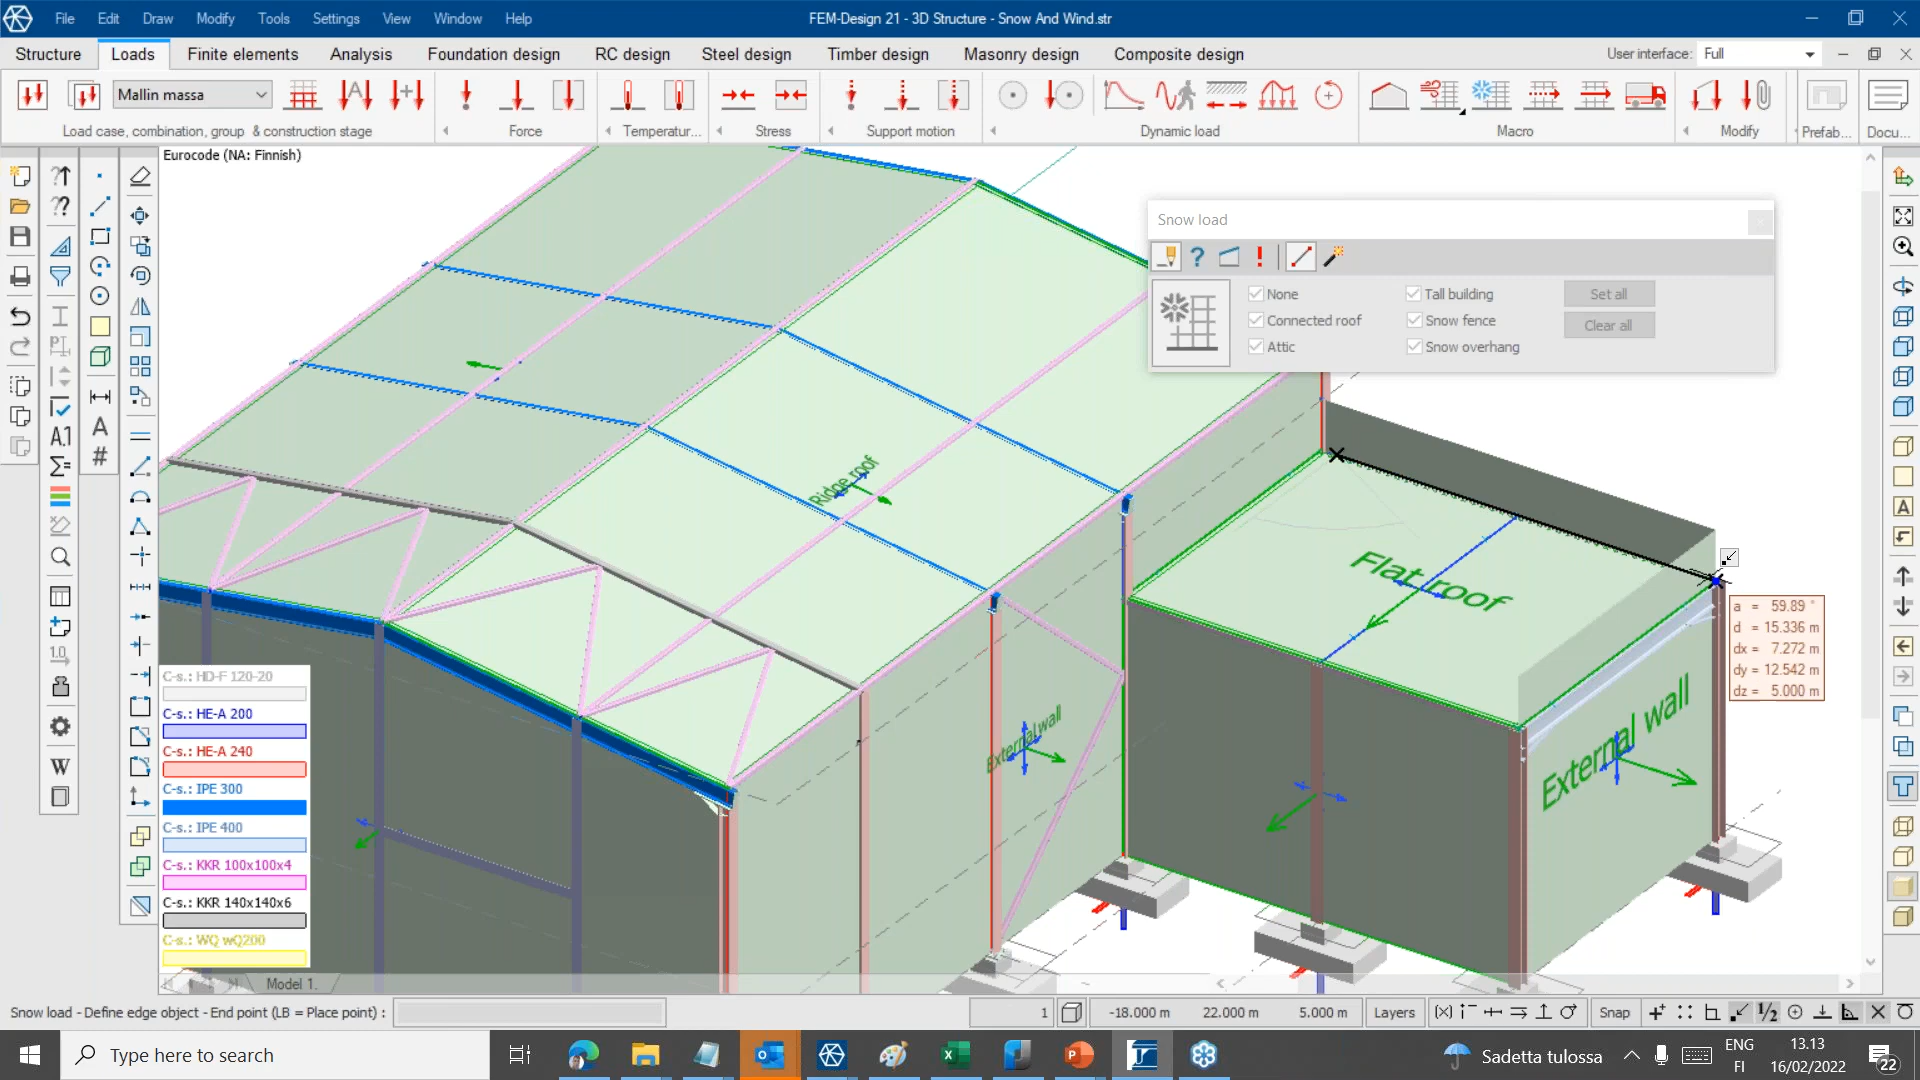 File Edit Draw Modify Tools Settings View Window Help
FEM-Design 21 - 3D Structure - Snow And Wind.str
Structure Loads Finite elements Analysis Foundation design RC design Steel design Timber design Masonry design Composite design
User interface: Full
Mallin massa
Load case, combination, group & construction stage
Force
Temperatur...
Stress
Support motion
Dynamic load
Macro
Modify
Prefab...
Docu...
Eurocode (NA: Finnish)
Snow load
None
Connected roof
Attic
Tall building
Snow fence
Snow overhang
Set all
Clear all
Ridge roof
Flat roof
External wall
External wall
a = 59.89 °
d = 15.336 m
dx = 7.272 m
dy = 12.542 m
dz = 5.000 m
C-s.: HD-F 120-20
C-s.: HE-A 200
C-s.: HE-A 240
C-s.: IPE 300
C-s.: IPE 400
C-s.: KKR 100x100x4
C-s.: KKR 140x140x6
C-s.: WQ wQ200
Model 1.
Snow load - Define edge object - End point (LB = Place point) :
1
-18.000 m 22.000 m 5.000 m
Layers
Snap
Type here to search
Sadetta tulossa
ENG
FI
13.13
16/02/2022
22